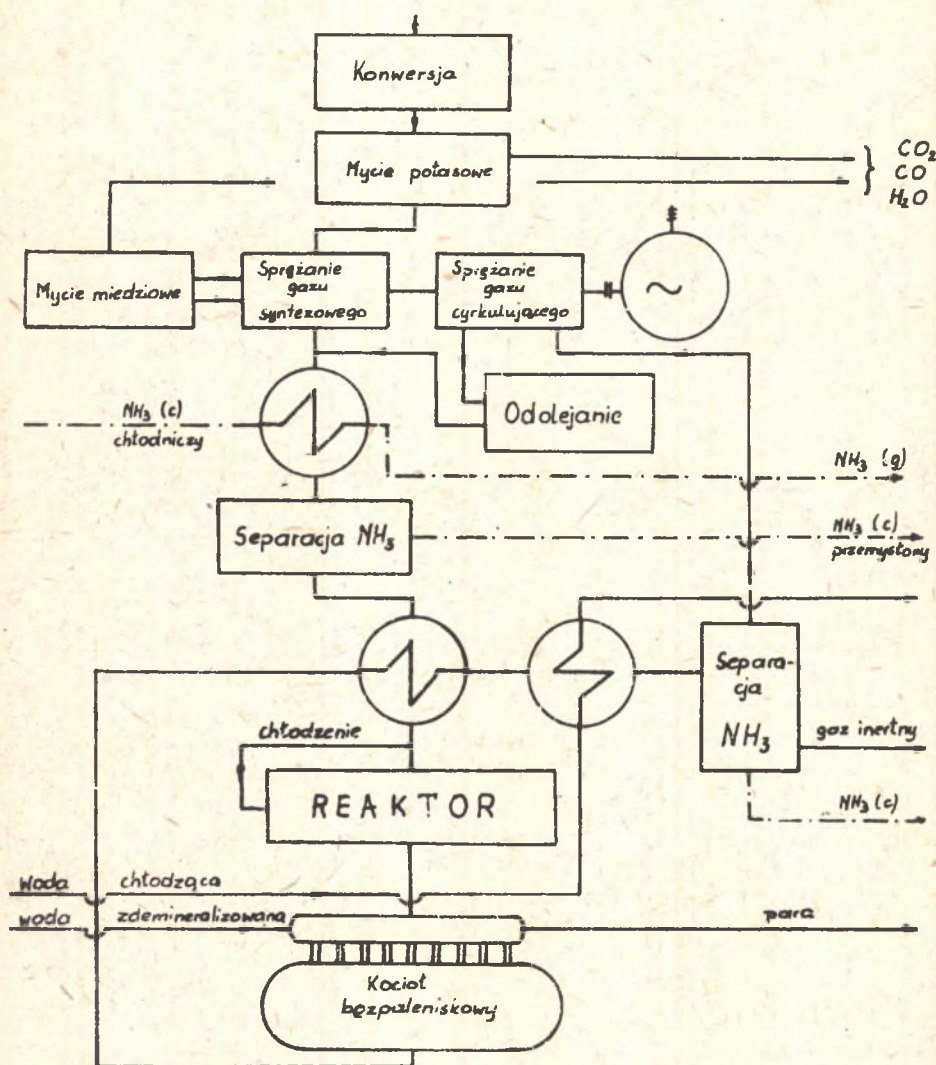 Konwersja
Mycie potasowe
CO₂
CO
H₂O
Mycie miedziowe
Sprężanie
gazu
syntezowego
Sprężanie
gazu
cyrkulującego
~
Odolejanie
NH₃ (c)
chłodniczy
NH₃ (g)
Separacja NH₃
NH₃ (c)
przemysłowy
Separa-
cja
NH₃
gaz inertny
NH₃ (c)
chłodzenie
REAKTOR
woda chłodząca
woda zdemineralizowana
para
Kocioł
bezpaleniskowy